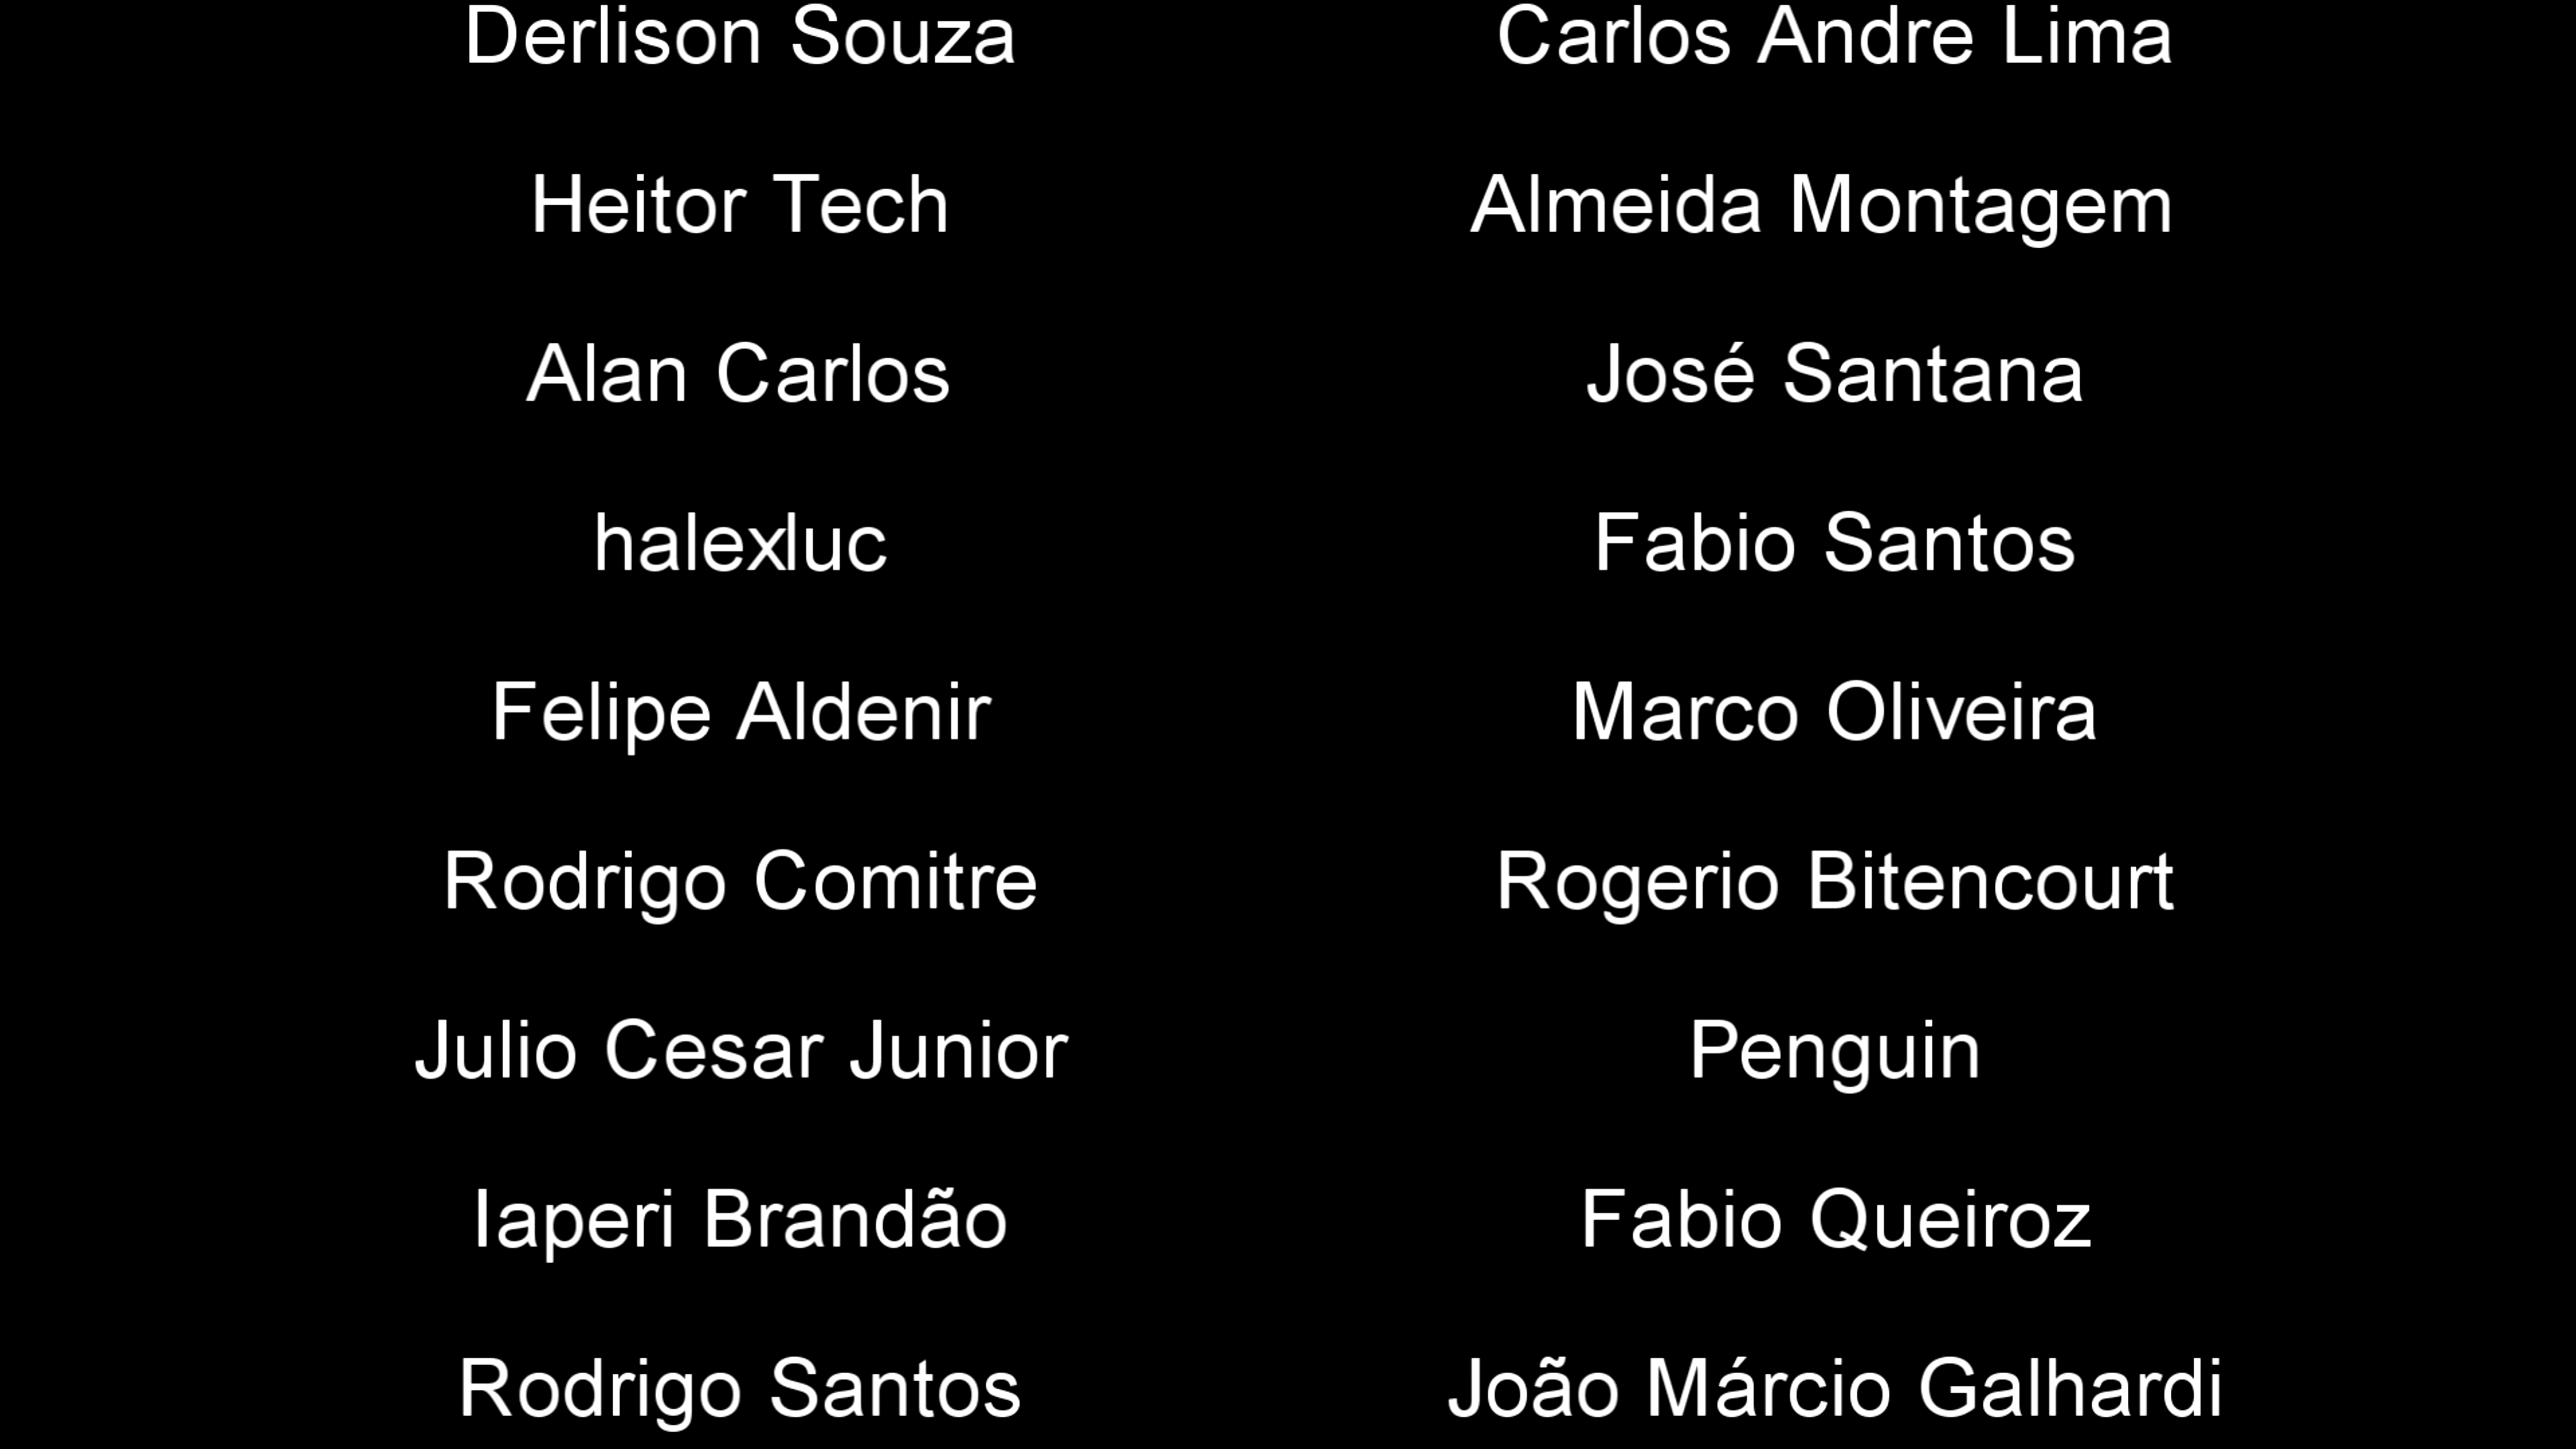 Derlison Souza Carlos Andre Lima
Heitor Tech Almeida Montagem
Alan Carlos José Santana
halexluc Fabio Santos
Felipe Aldenir Marco Oliveira
Rodrigo Comitre Rogerio Bitencourt
Julio Cesar Junior Penguin
Iaperi Brandão Fabio Queiroz
Rodrigo Santos João Márcio Galhardi